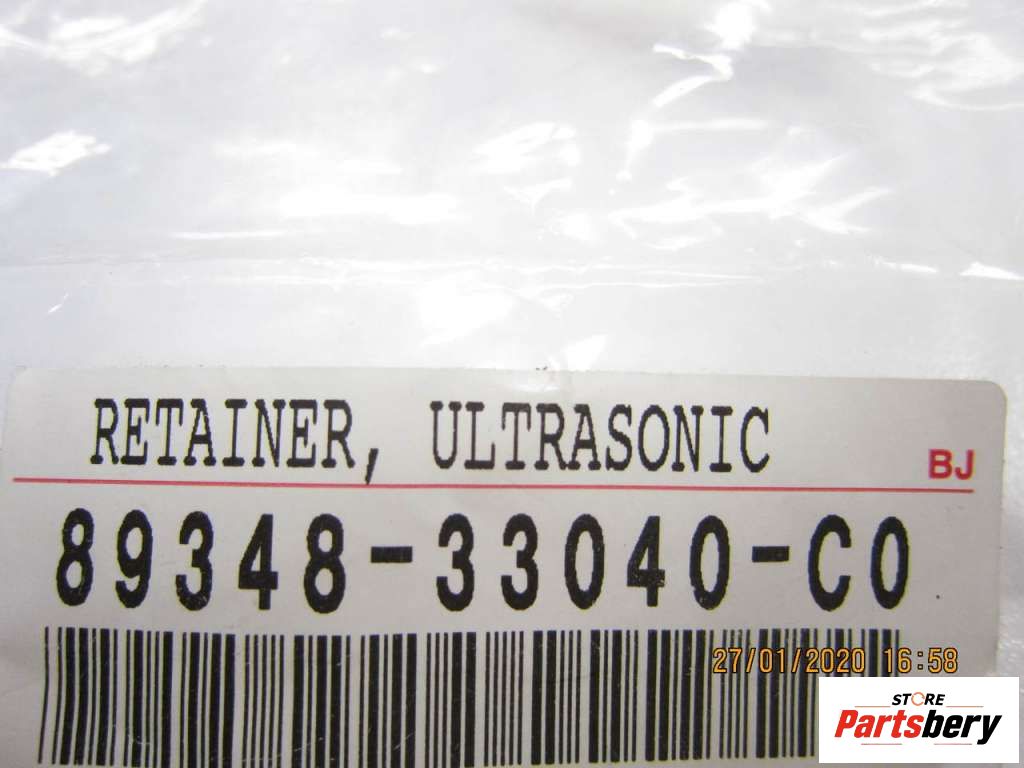 RETAINER, ULTRASONIC
BJ
89348-33040-C0
27/01/2020 16:58
STORE
Partsbery